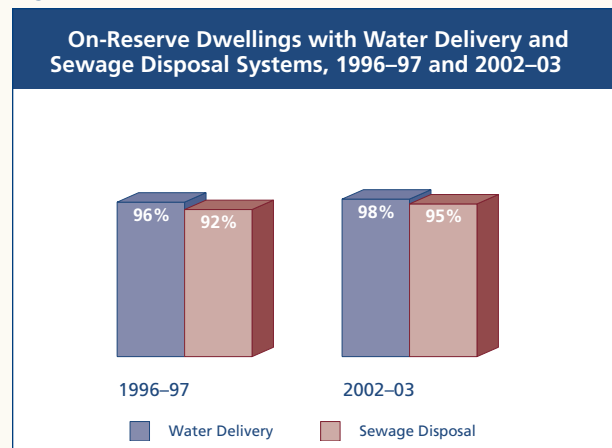 On-Reserve Dwellings with Water Delivery and
Sewage Disposal Systems, 1996–97 and 2002–03
96% 92% 98% 95%
1996–97 2002–03
Water Delivery Sewage Disposal